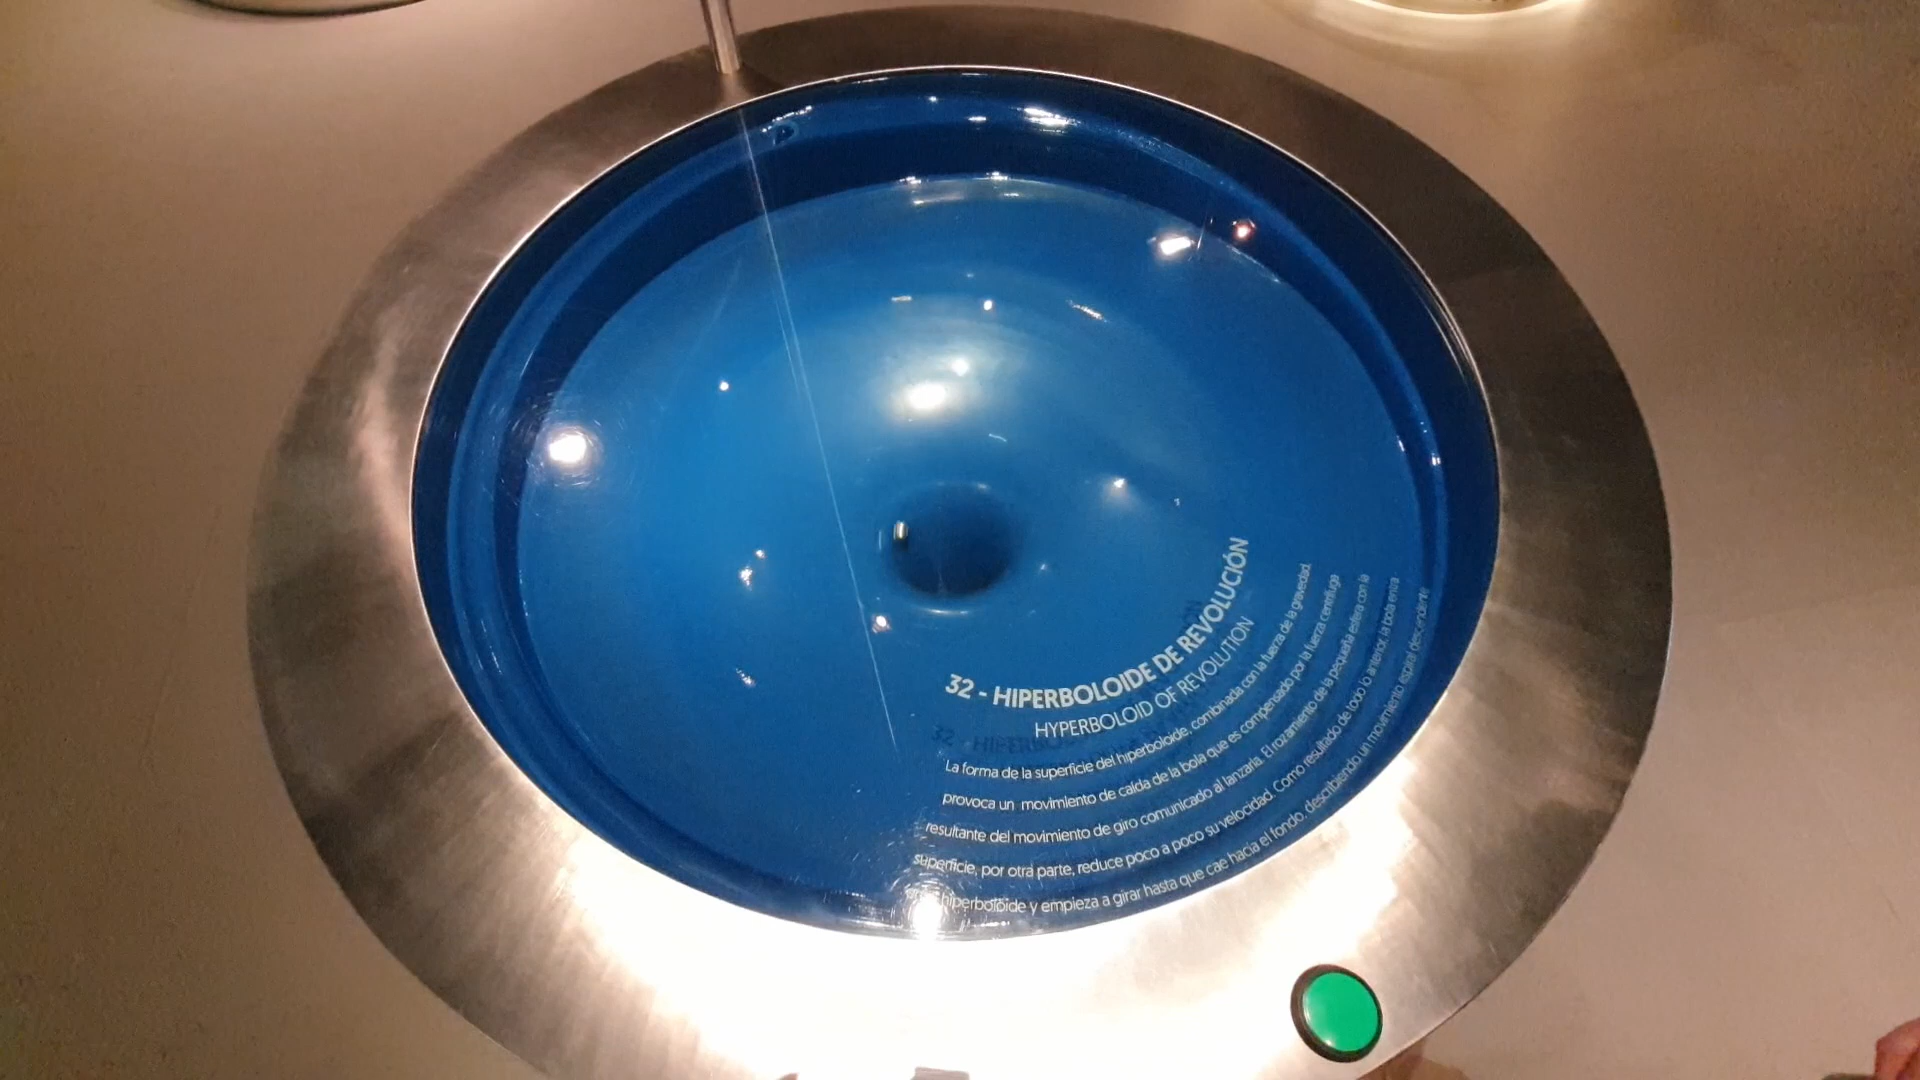 32 - HIPERBOLOIDE DE REVOLUCIÓN
HYPERBOLOID OF REVOLUTION
La forma de la superficie del hiperboloide, combinada con la fuerza de la gravedad,
provoca un movimiento de caída de la bola que es compensado por la fuerza centrífuga
resultante del movimiento de giro comunicado al lanzarla. El rozamiento de la pequeña esfera con la
superficie, por otra parte, reduce poco a poco su velocidad. Como resultado de todo lo anterior, la bola entra
hiperboloide y empieza a girar hasta que cae hacia el fondo, describiendo un movimiento espiral descendente